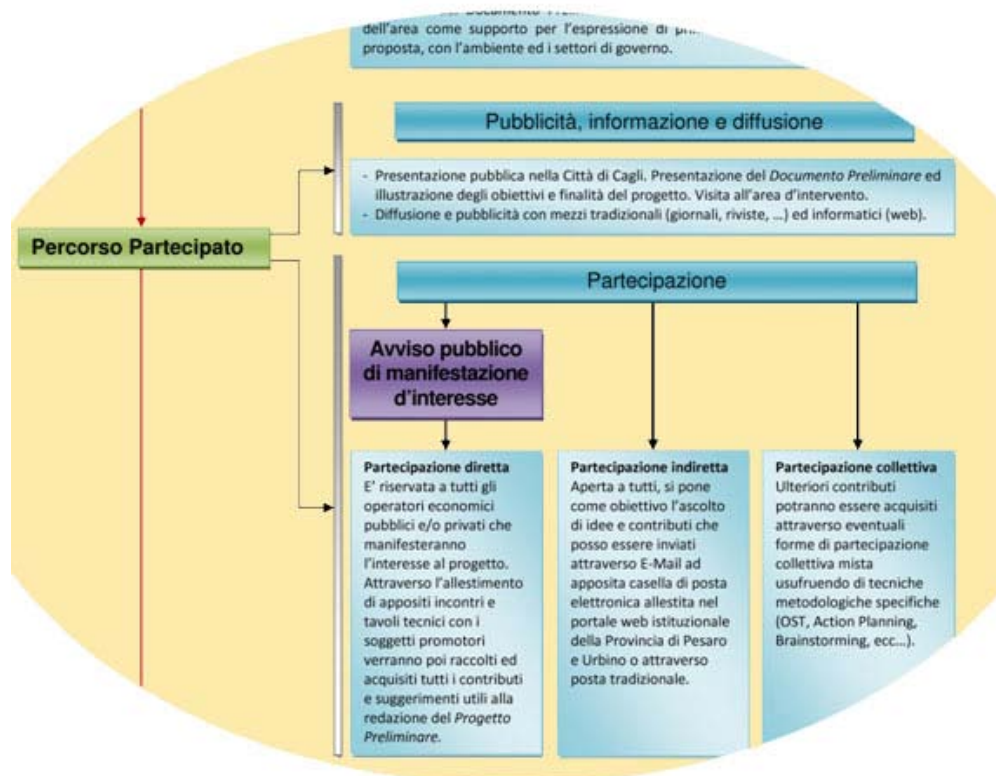 dell'area come supporto per l'espressione di
proposta, con l'ambiente ed i settori di governo.
Pubblicità, informazione e diffusione
- Presentazione pubblica nella Città di Cagli. Presentazione del Documento Preliminare ed
illustrazione degli obiettivi e finalità del progetto. Visita all'area d'intervento.
- Diffusione e pubblicità con mezzi tradizionali (giornali, riviste, ...) ed informatici (web).
Percorso Partecipato
Partecipazione
Avviso pubblico
di manifestazione
d'interesse
Partecipazione diretta
E' riservata a tutti gli
operatori economici
pubblici e/o privati che
manifesteranno
l'interesse al progetto.
Attraverso l'allestimento
di appositi incontri e
tavoli tecnici con i
soggetti promotori
verranno poi raccolti ed
acquisiti tutti i contributi
e suggerimenti utili alla
redazione del Progetto
Preliminare.
Partecipazione indiretta
Aperta a tutti, si pone
come obiettivo l'ascolto
di idee e contributi che
posso essere inviati
attraverso E-Mail ad
apposita casella di posta
elettronica allestita nel
portale web istituzionale
della Provincia di Pesaro
e Urbino o attraverso
posta tradizionale.
Partecipazione collettiva
Ulteriori contributi
potranno essere acquisiti
attraverso eventuali
forme di partecipazione
collettiva mista
usufruendo di tecniche
metodologiche specifiche
(OST, Action Planning,
Brainstorming, ecc...).